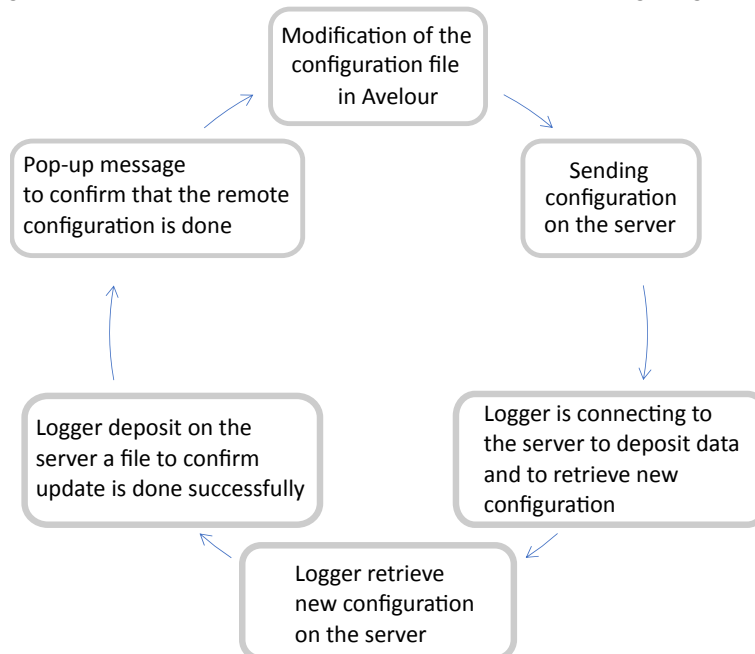 Modification of the
configuration file
in Avelour
Sending
configuration
on the server
Logger is connecting to
the server to deposit data
and to retrieve new
configuration
Logger retrieve
new configuration
on the server
Logger deposit on the
server a file to confirm
update is done successfully
Pop-up message
to confirm that the remote
configuration is done